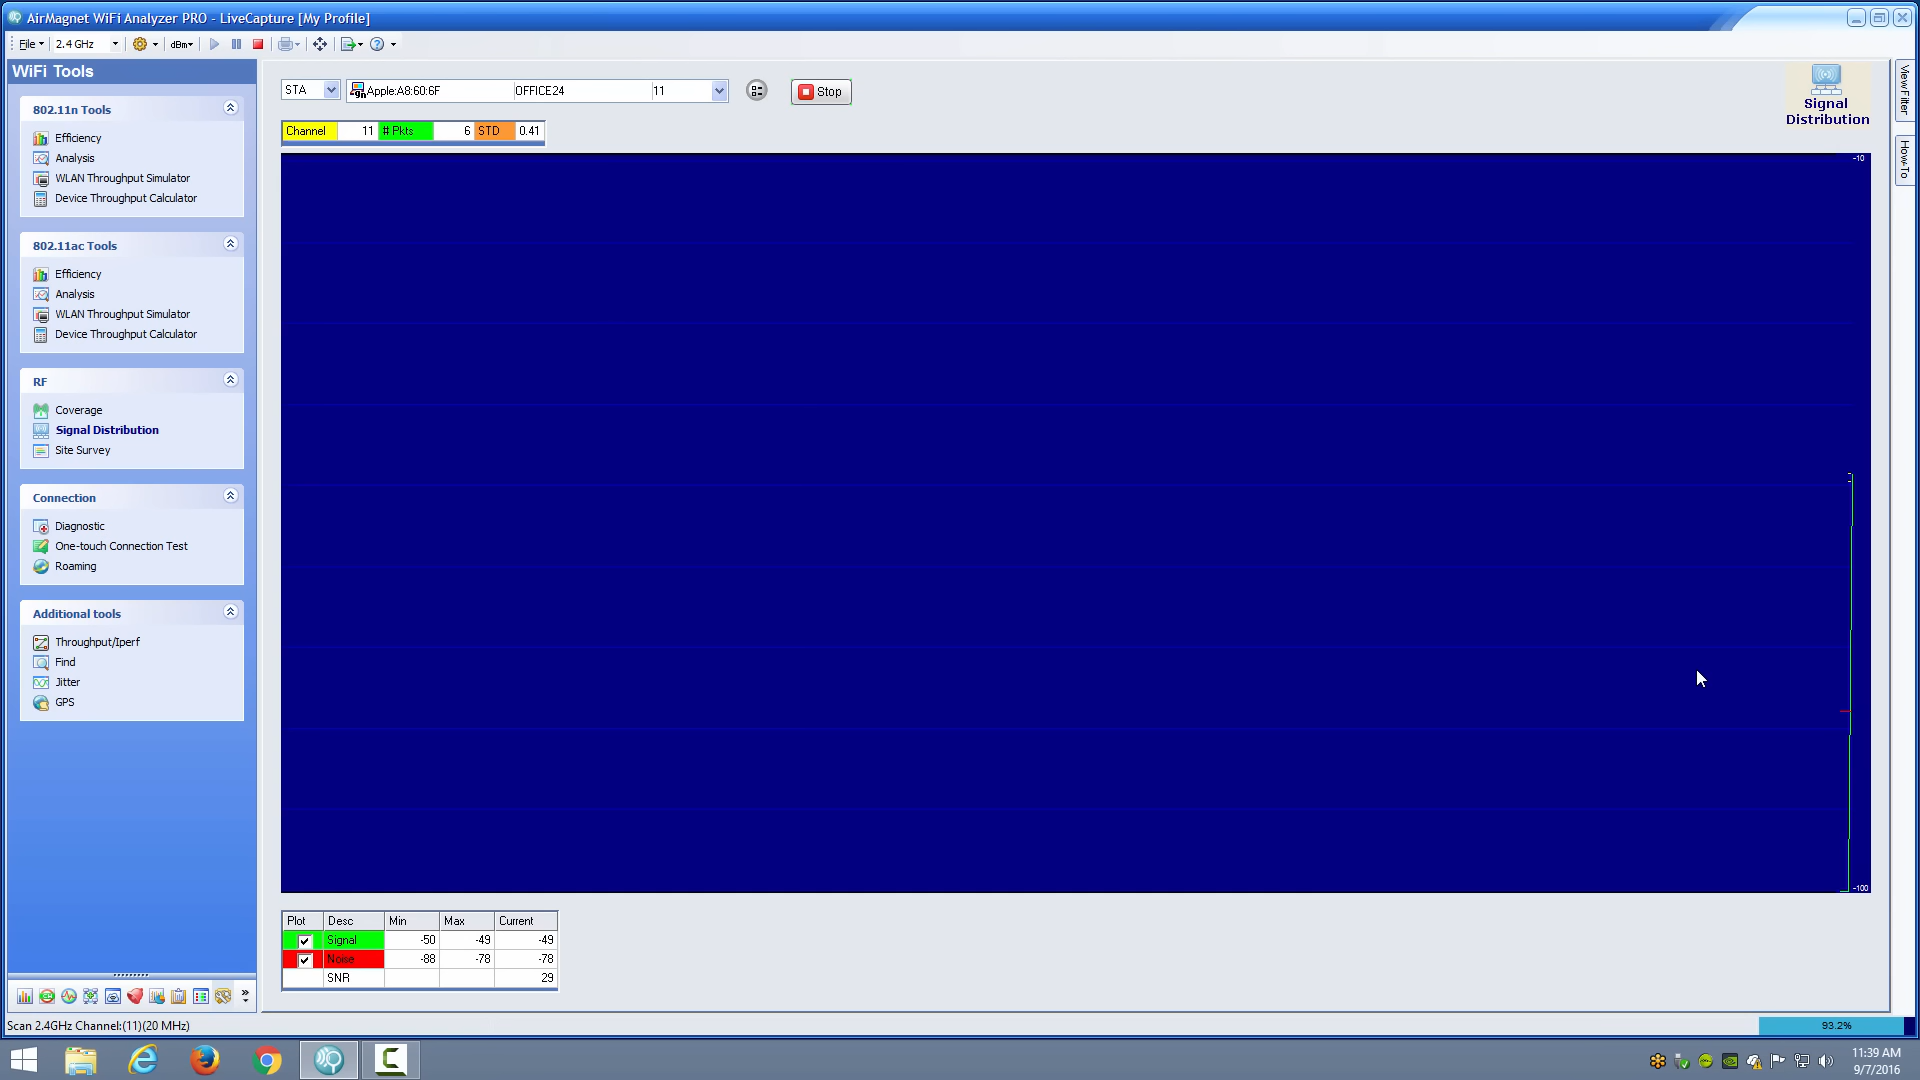 AirMagnet WiFi Analyzer PRO - LiveCapture [My Profile]
File 2.4 GHz dBm
WiFi Tools
802.11n Tools
Efficiency
Analysis
WLAN Throughput Simulator
Device Throughput Calculator
802.11ac Tools
Efficiency
Analysis
WLAN Throughput Simulator
Device Throughput Calculator
RF
Coverage
Signal Distribution
Site Survey
Connection
Diagnostic
One-touch Connection Test
Roaming
Additional tools
Throughput/Iperf
Find
Jitter
GPS
STA Apple:A8:60:6F OFFICE24 11 Stop
Channel 11 # Pkts 6 STD 0.41
Signal
Distribution
View Filter
How-To
-10
-100
Plot Desc Min Max Current
Signal -50 -49 -49
Noise -88 -78 -78
SNR 29
Scan 2.4GHz Channel:(11)(20 MHz)
93.2%
11:39 AM
9/7/2016